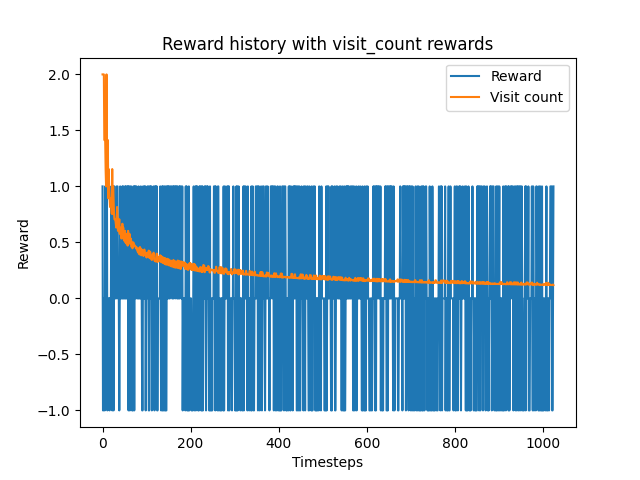 Reward history with visit_count rewards
Reward
Visit count
2.0
1.5
1.0
0.5
0.0
−0.5
−1.0
Reward
0 200 400 600 800 1000
Timesteps